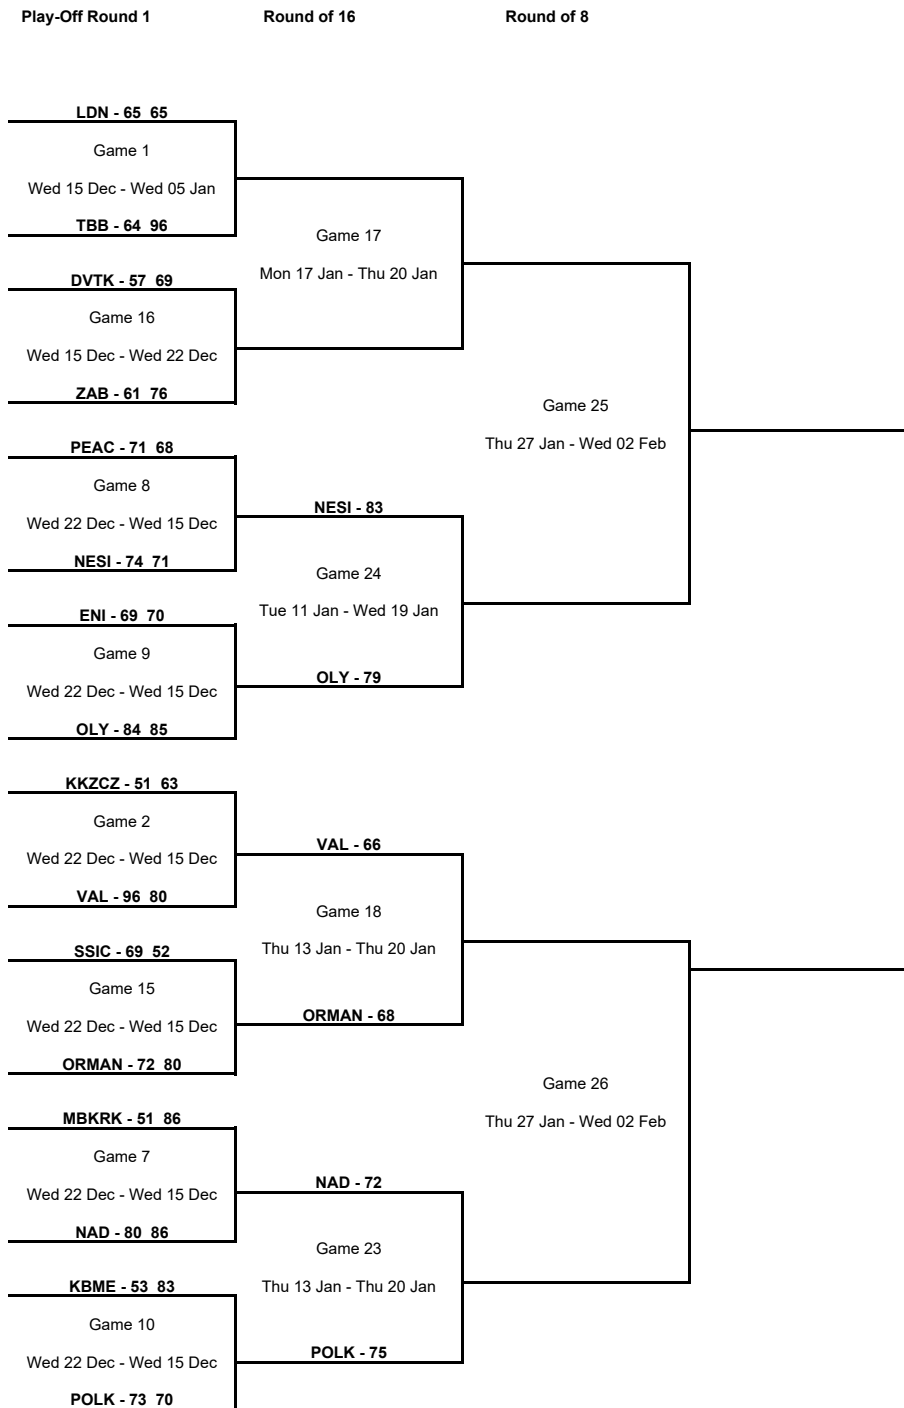 Play-Off Round 1 Round of 16 Round of 8
LDN - 65 65
Game 1
Wed 15 Dec - Wed 05 Jan
TBB - 64 96
Game 17
Mon 17 Jan - Thu 20 Jan
DVTK - 57 69
Game 16
Wed 15 Dec - Wed 22 Dec
ZAB - 61 76
Game 25
Thu 27 Jan - Wed 02 Feb
PEAC - 71 68
Game 8
Wed 22 Dec - Wed 15 Dec
NESI - 74 71
NESI - 83
Game 24
Tue 11 Jan - Wed 19 Jan
OLY - 79
ENI - 69 70
Game 9
Wed 22 Dec - Wed 15 Dec
OLY - 84 85
KKZCZ - 51 63
Game 2
Wed 22 Dec - Wed 15 Dec
VAL - 96 80
VAL - 66
Game 18
Thu 13 Jan - Thu 20 Jan
ORMAN - 68
SSIC - 69 52
Game 15
Wed 22 Dec - Wed 15 Dec
ORMAN - 72 80
Game 26
Thu 27 Jan - Wed 02 Feb
MBKRK - 51 86
Game 7
Wed 22 Dec - Wed 15 Dec
NAD - 80 86
NAD - 72
Game 23
Thu 13 Jan - Thu 20 Jan
POLK - 75
KBME - 53 83
Game 10
Wed 22 Dec - Wed 15 Dec
POLK - 73 70